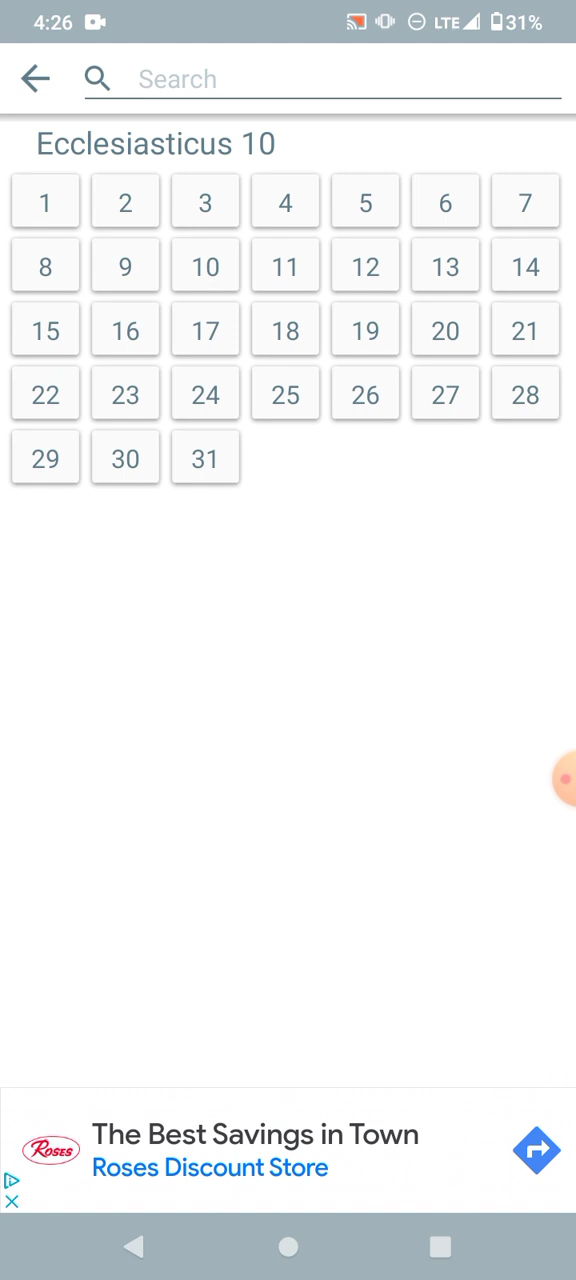 4:26 LTE 31%
Search
Ecclesiasticus 10
1 2 3 4 5 6 7
8 9 10 11 12 13 14
15 16 17 18 19 20 21
22 23 24 25 26 27 28
29 30 31
The Best Savings in Town
ROSES
Roses Discount Store